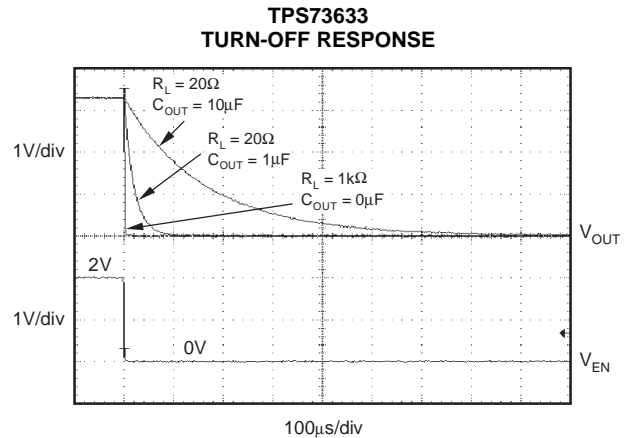 TPS73633
TURN-OFF RESPONSE
R_L = 20Ω
C_OUT = 10μF
R_L = 20Ω
C_OUT = 1μF
1V/div
R_L = 1kΩ
C_OUT = 0μF
V_OUT
2V
1V/div
0V
V_EN
100μs/div